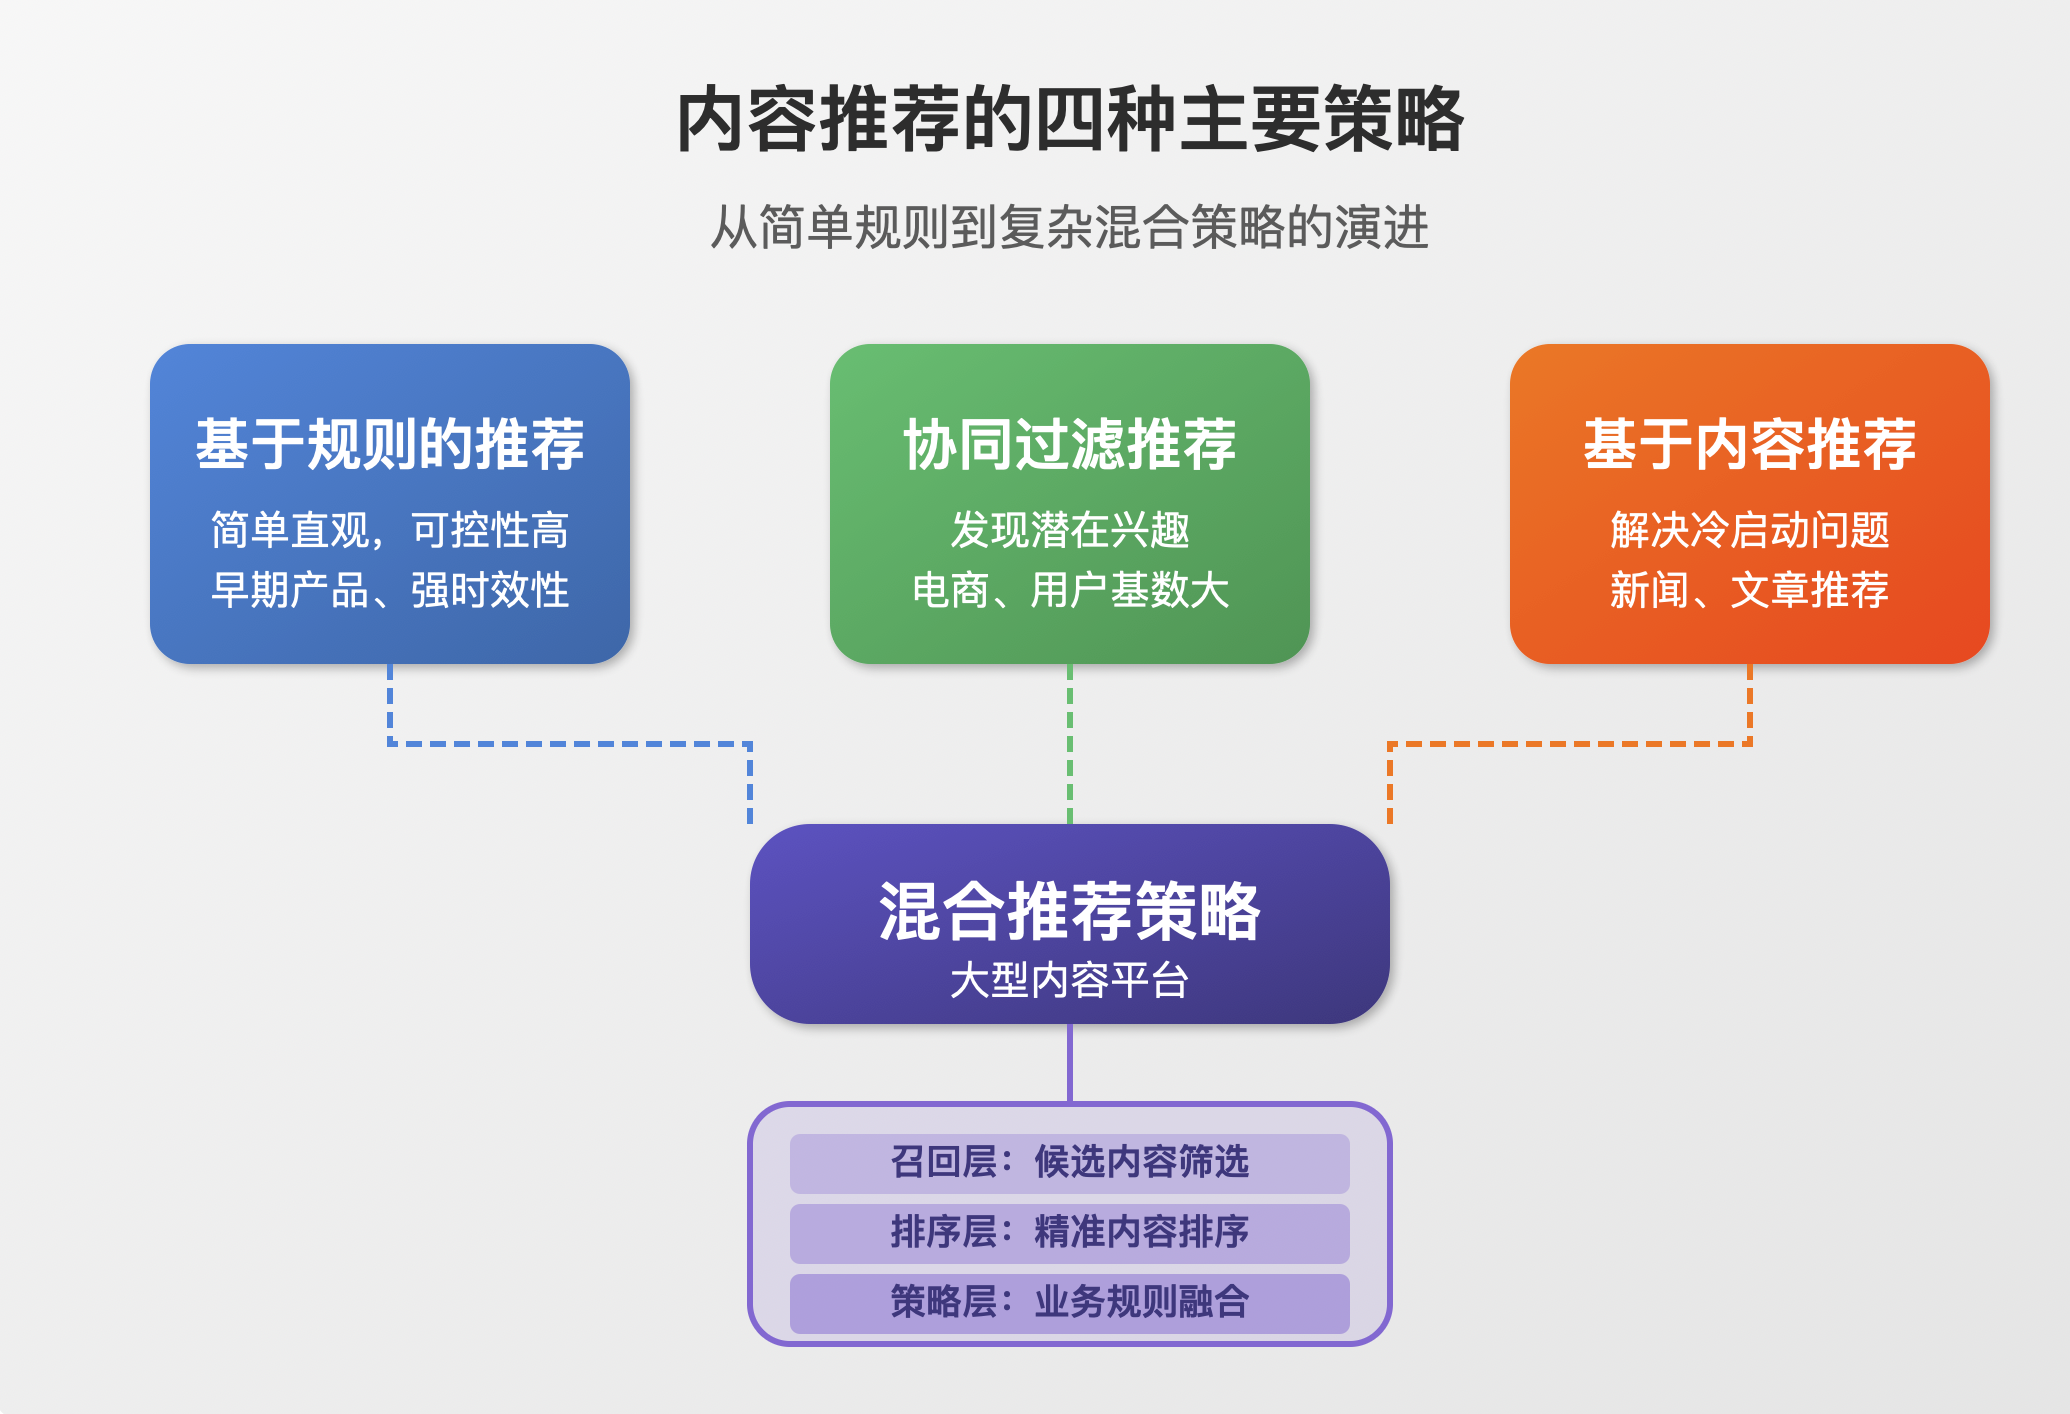 内容推荐的四种主要策略
从简单规则到复杂混合策略的演进
基于规则的推荐
简单直观，可控性高
早期产品、强时效性
协同过滤推荐
发现潜在兴趣
电商、用户基数大
基于内容推荐
解决冷启动问题
新闻、文章推荐
混合推荐策略
大型内容平台
召回层：候选内容筛选
排序层：精准内容排序
策略层：业务规则融合